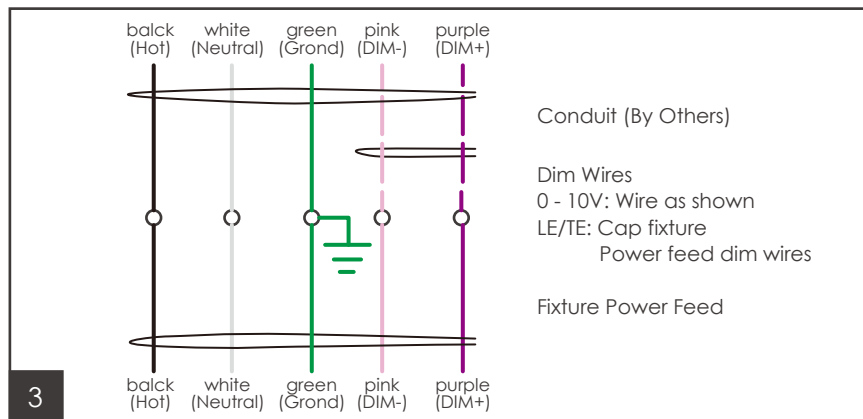 balck white green pink purple
(Hot) (Neutral) (Grond) (DIM-) (DIM+)
Conduit (By Others)
Dim Wires
0 - 10V: Wire as shown
LE/TE: Cap fixture
Power feed dim wires
Fixture Power Feed
3
balck white green pink purple
(Hot) (Neutral) (Grond) (DIM-) (DIM+)